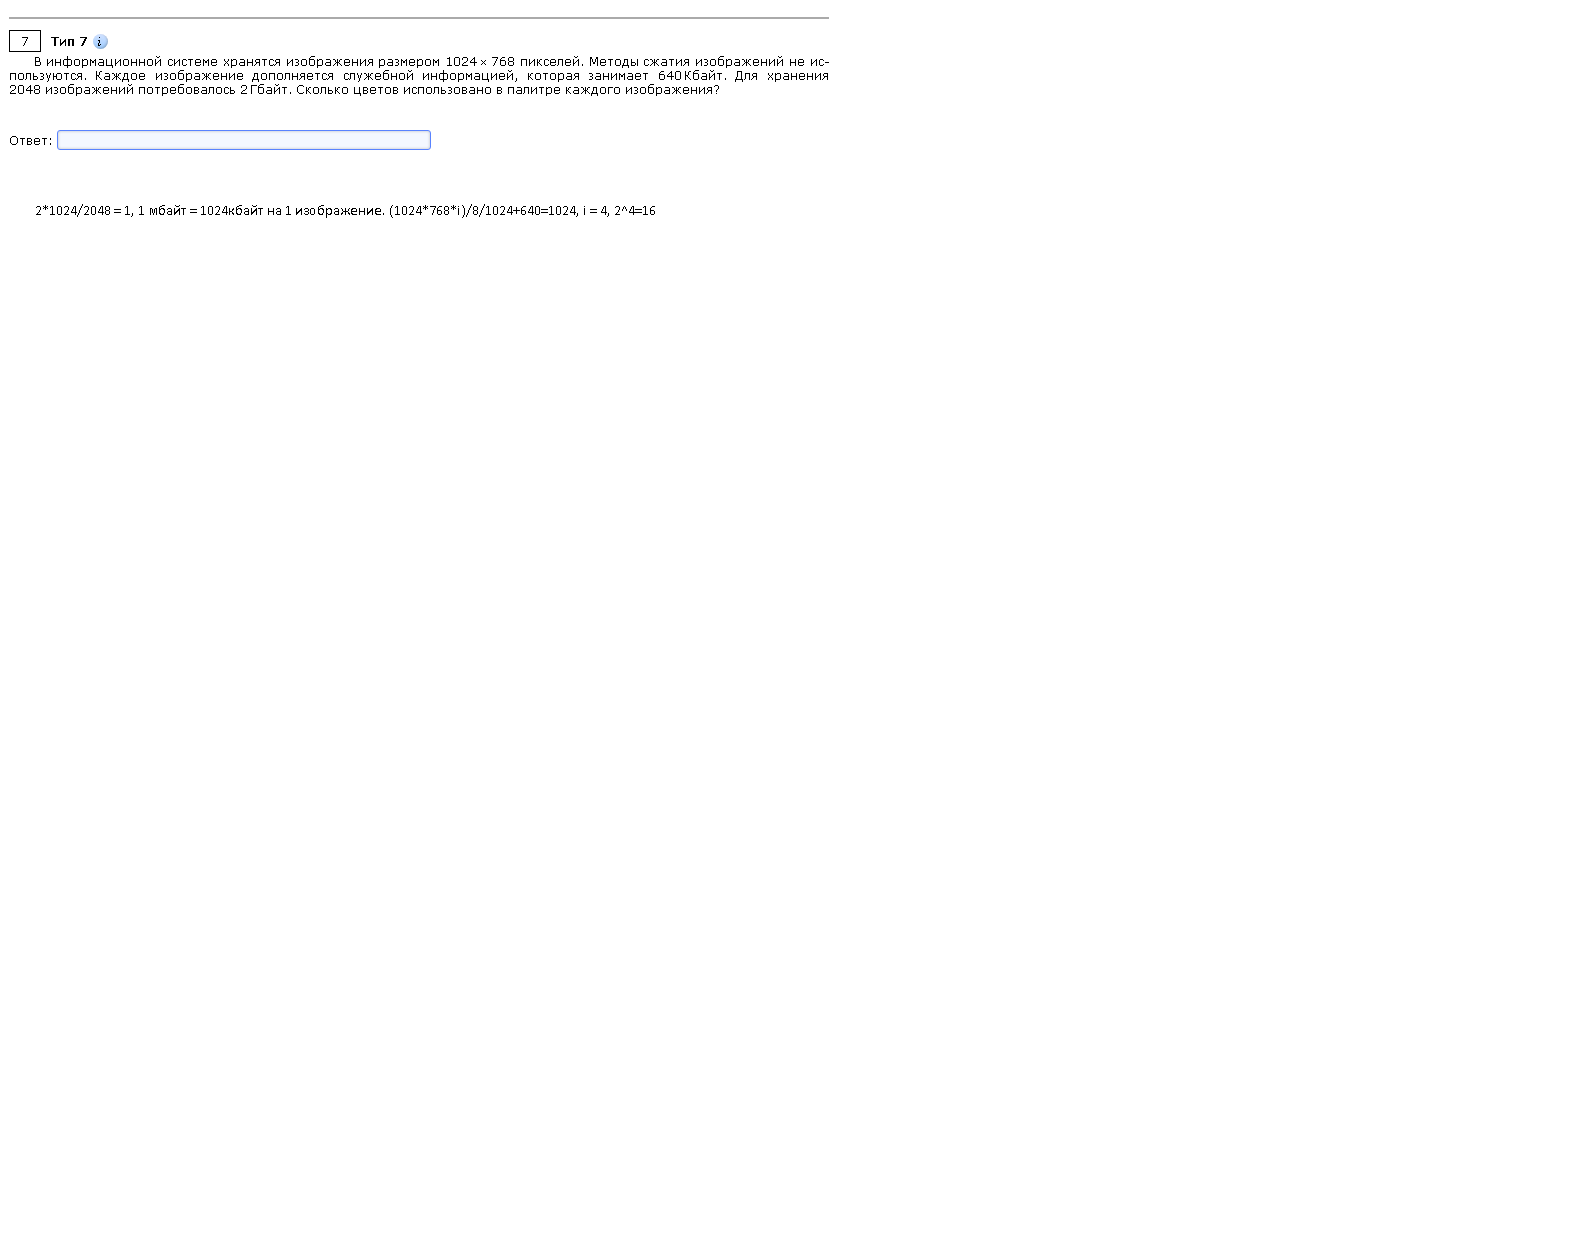 7 Тип 7 i
В информационной системе хранятся изображения размером 1024 × 768 пикселей. Методы сжатия изображений не ис-
пользуются. Каждое изображение дополняется служебной информацией, которая занимает 640 Кбайт. Для хранения
2048 изображений потребовалось 2 Гбайт. Сколько цветов использовано в палитре каждого изображения?
Ответ:
2*1024/2048 = 1, 1 мбайт = 1024кбайт на 1 изображение. (1024*768*i)/8/1024+640=1024, i = 4, 2^4=16